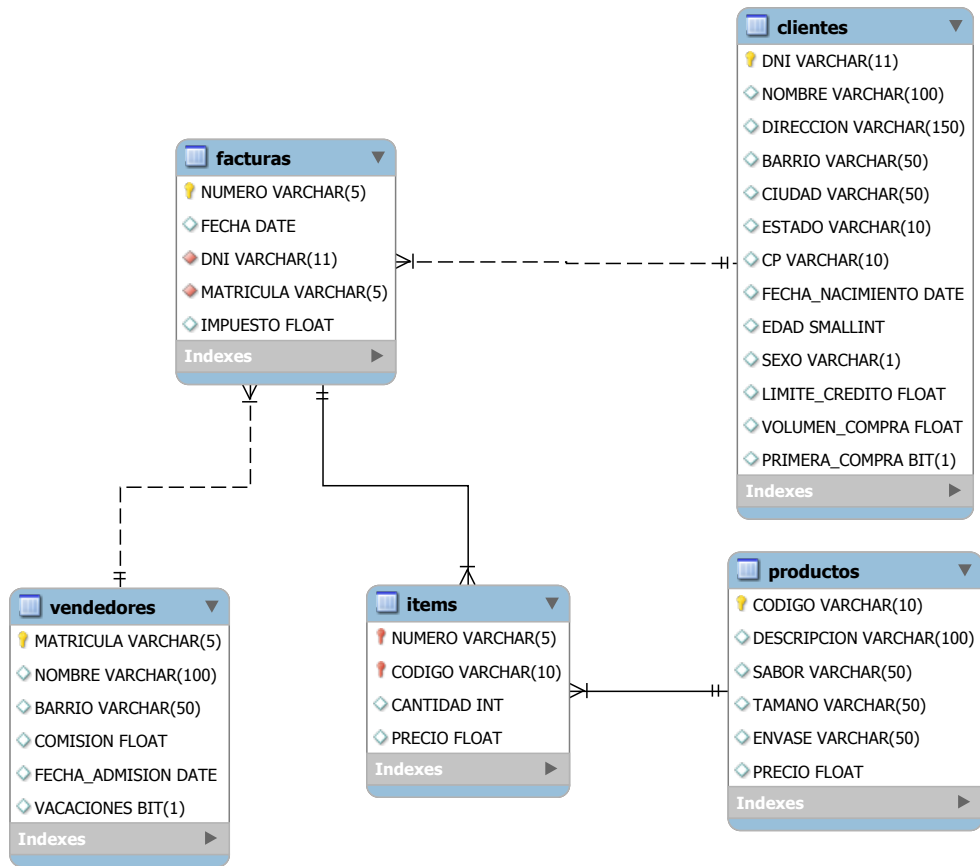 clientes
DNI VARCHAR(11)
NOMBRE VARCHAR(100)
DIRECCION VARCHAR(150)
BARRIO VARCHAR(50)
CIUDAD VARCHAR(50)
ESTADO VARCHAR(10)
CP VARCHAR(10)
FECHA_NACIMIENTO DATE
EDAD SMALLINT
SEXO VARCHAR(1)
LIMITE_CREDITO FLOAT
VOLUMEN_COMPRA FLOAT
PRIMERA_COMPRA BIT(1)
Indexes
facturas
NUMERO VARCHAR(5)
FECHA DATE
DNI VARCHAR(11)
MATRICULA VARCHAR(5)
IMPUESTO FLOAT
Indexes
vendedores
MATRICULA VARCHAR(5)
NOMBRE VARCHAR(100)
BARRIO VARCHAR(50)
COMISION FLOAT
FECHA_ADMISION DATE
VACACIONES BIT(1)
Indexes
items
NUMERO VARCHAR(5)
CODIGO VARCHAR(10)
CANTIDAD INT
PRECIO FLOAT
Indexes
productos
CODIGO VARCHAR(10)
DESCRIPCION VARCHAR(100)
SABOR VARCHAR(50)
TAMANO VARCHAR(50)
ENVASE VARCHAR(50)
PRECIO FLOAT
Indexes